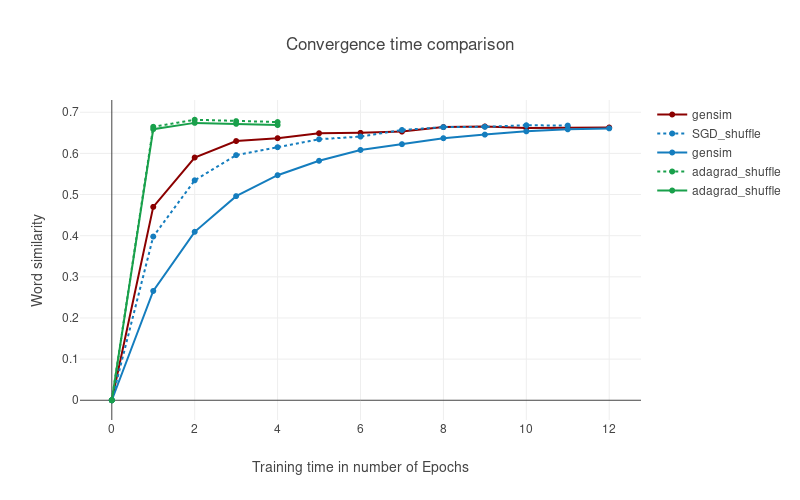 Convergence time comparison
0.7
0.6
0.5
0.4
0.3
0.2
0.1
0
Word similarity
0 2 4 6 8 10 12
Training time in number of Epochs
gensim
SGD_shuffle
gensim
adagrad_shuffle
adagrad_shuffle